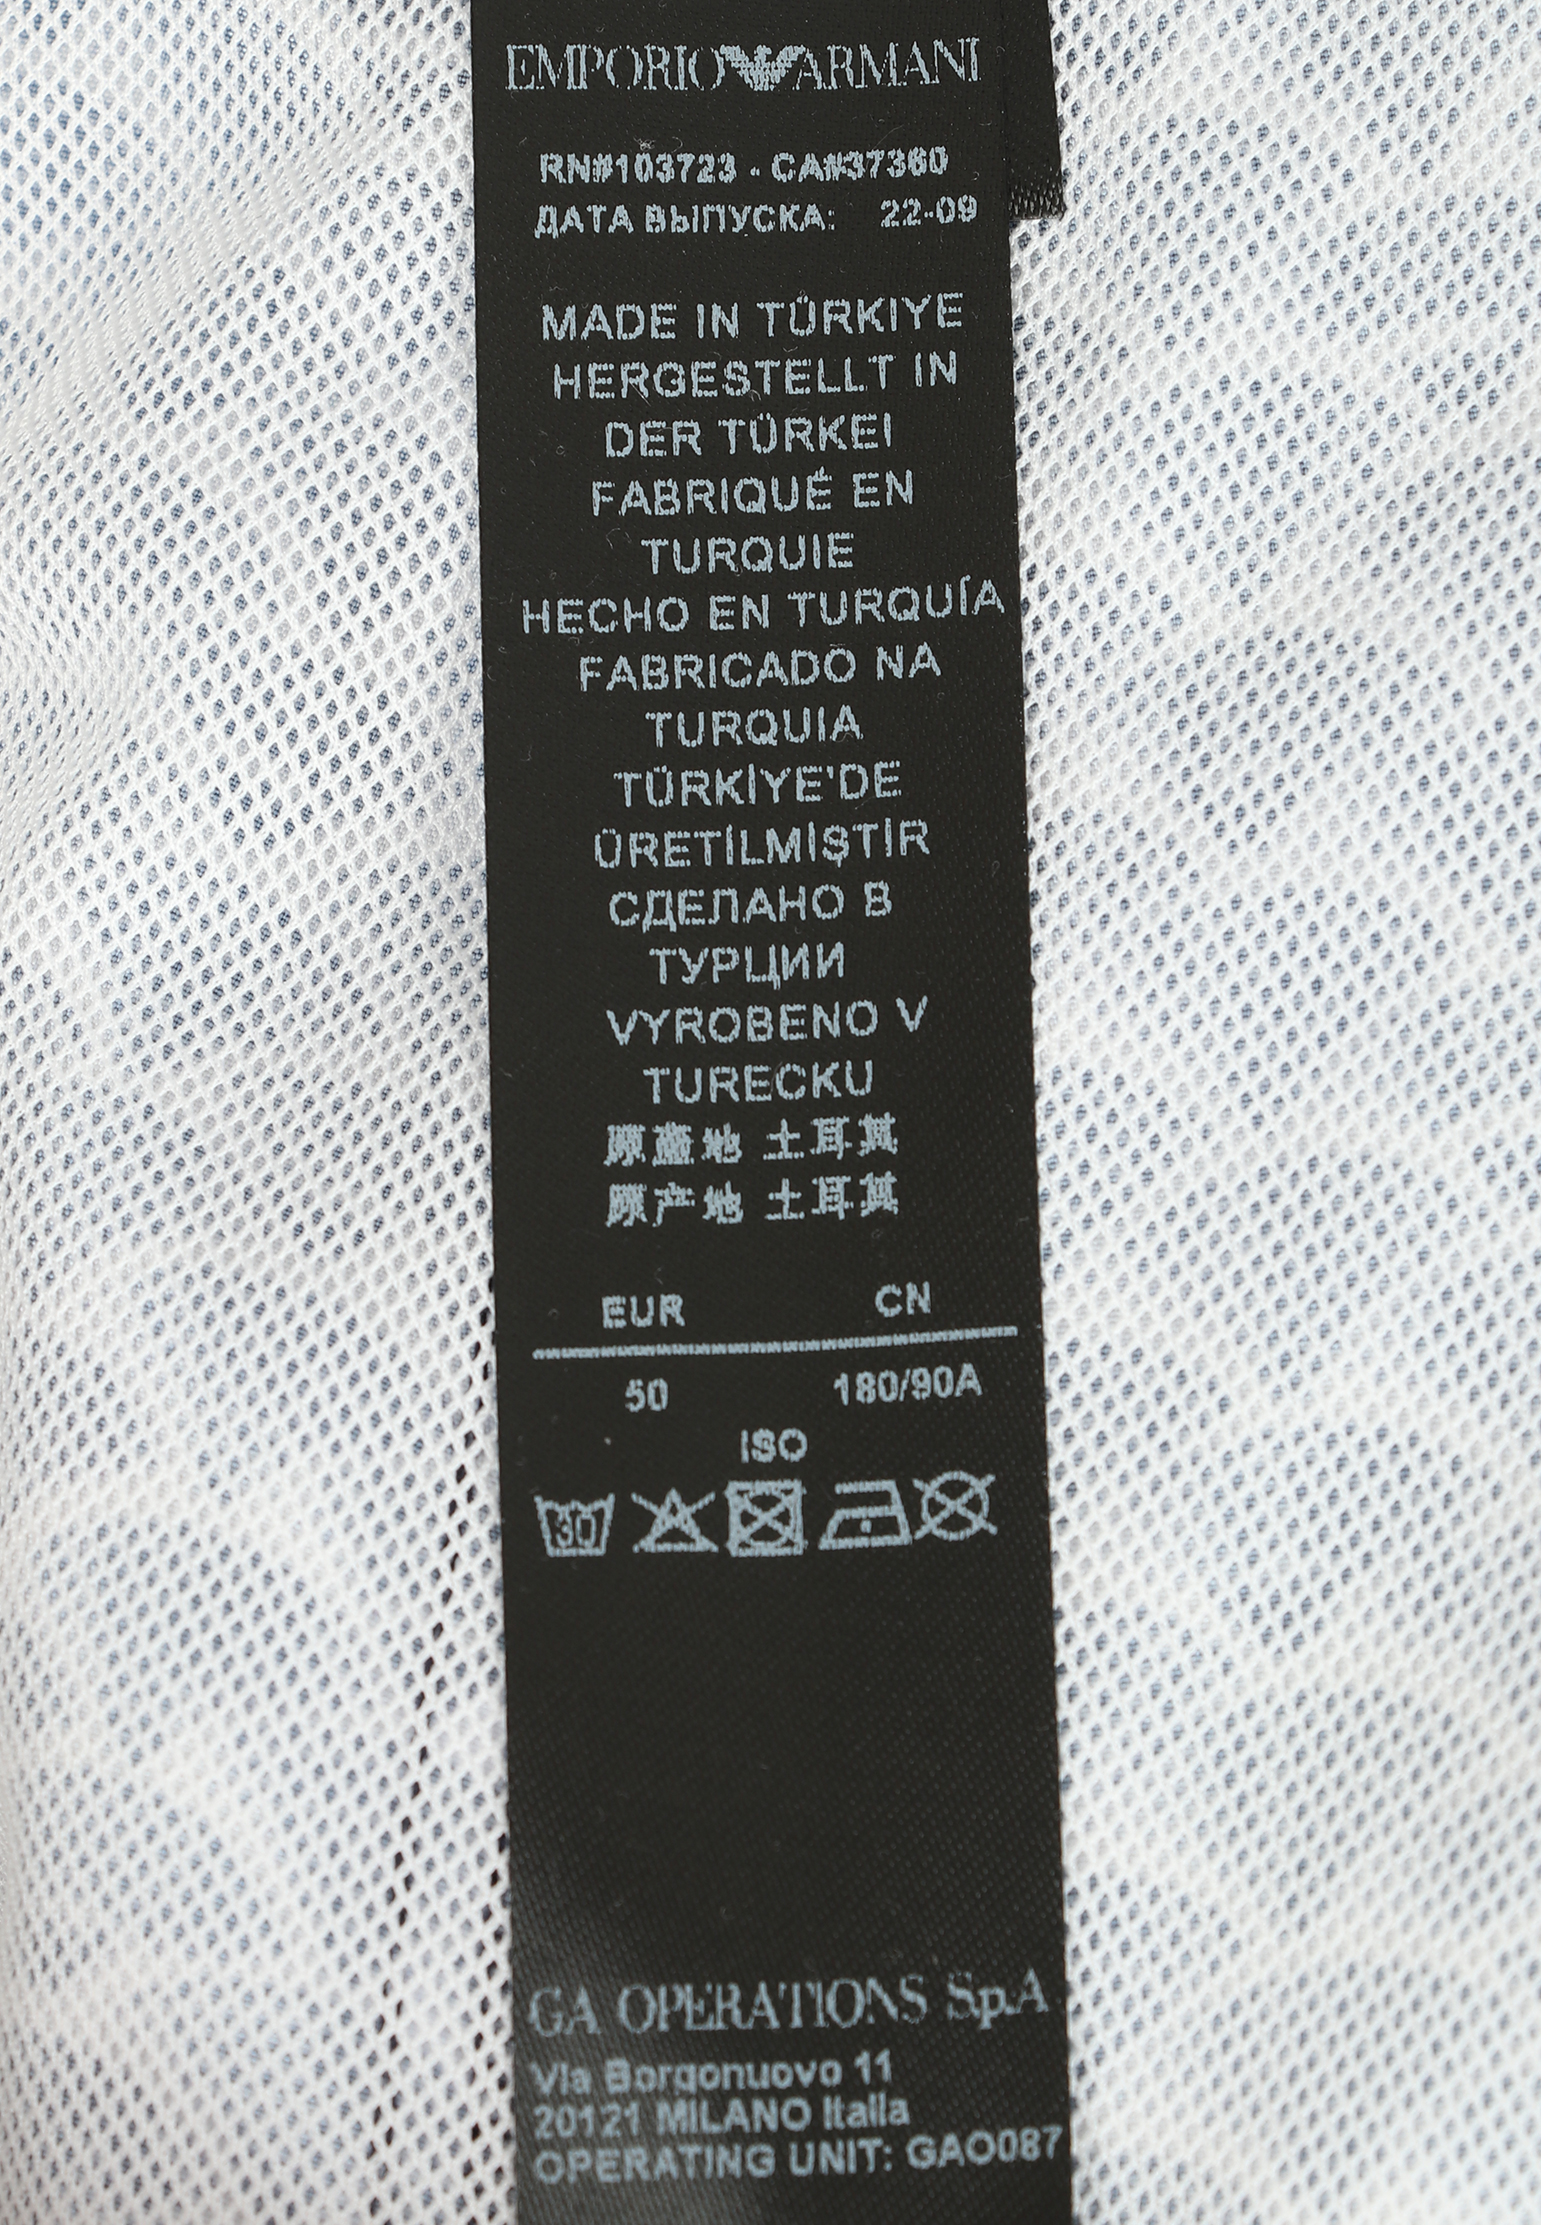 EMPORIO ARMANI
RN#103723 - CA#37360
ДАТА ВЫПУСКА: 22-09
MADE IN TÜRKIYE
HERGESTELLT IN
DER TÜRKEI
FABRIQUÉ EN
TURQUIE
HECHO EN TURQUÍA
FABRICADO NA
TURQUIA
TÜRKİYE'DE
ÜRETİLMİŞTİR
СДЕЛАНО В
ТУРЦИИ
VYROBENO V
TURECKU
原產地 土耳其
原产地 土耳其
EUR CN
50 180/90A
ISO
30
GA OPERATIONS S.p.A
Via Borgonuovo 11
20121 MILANO Italia
OPERATING UNIT: GAO087